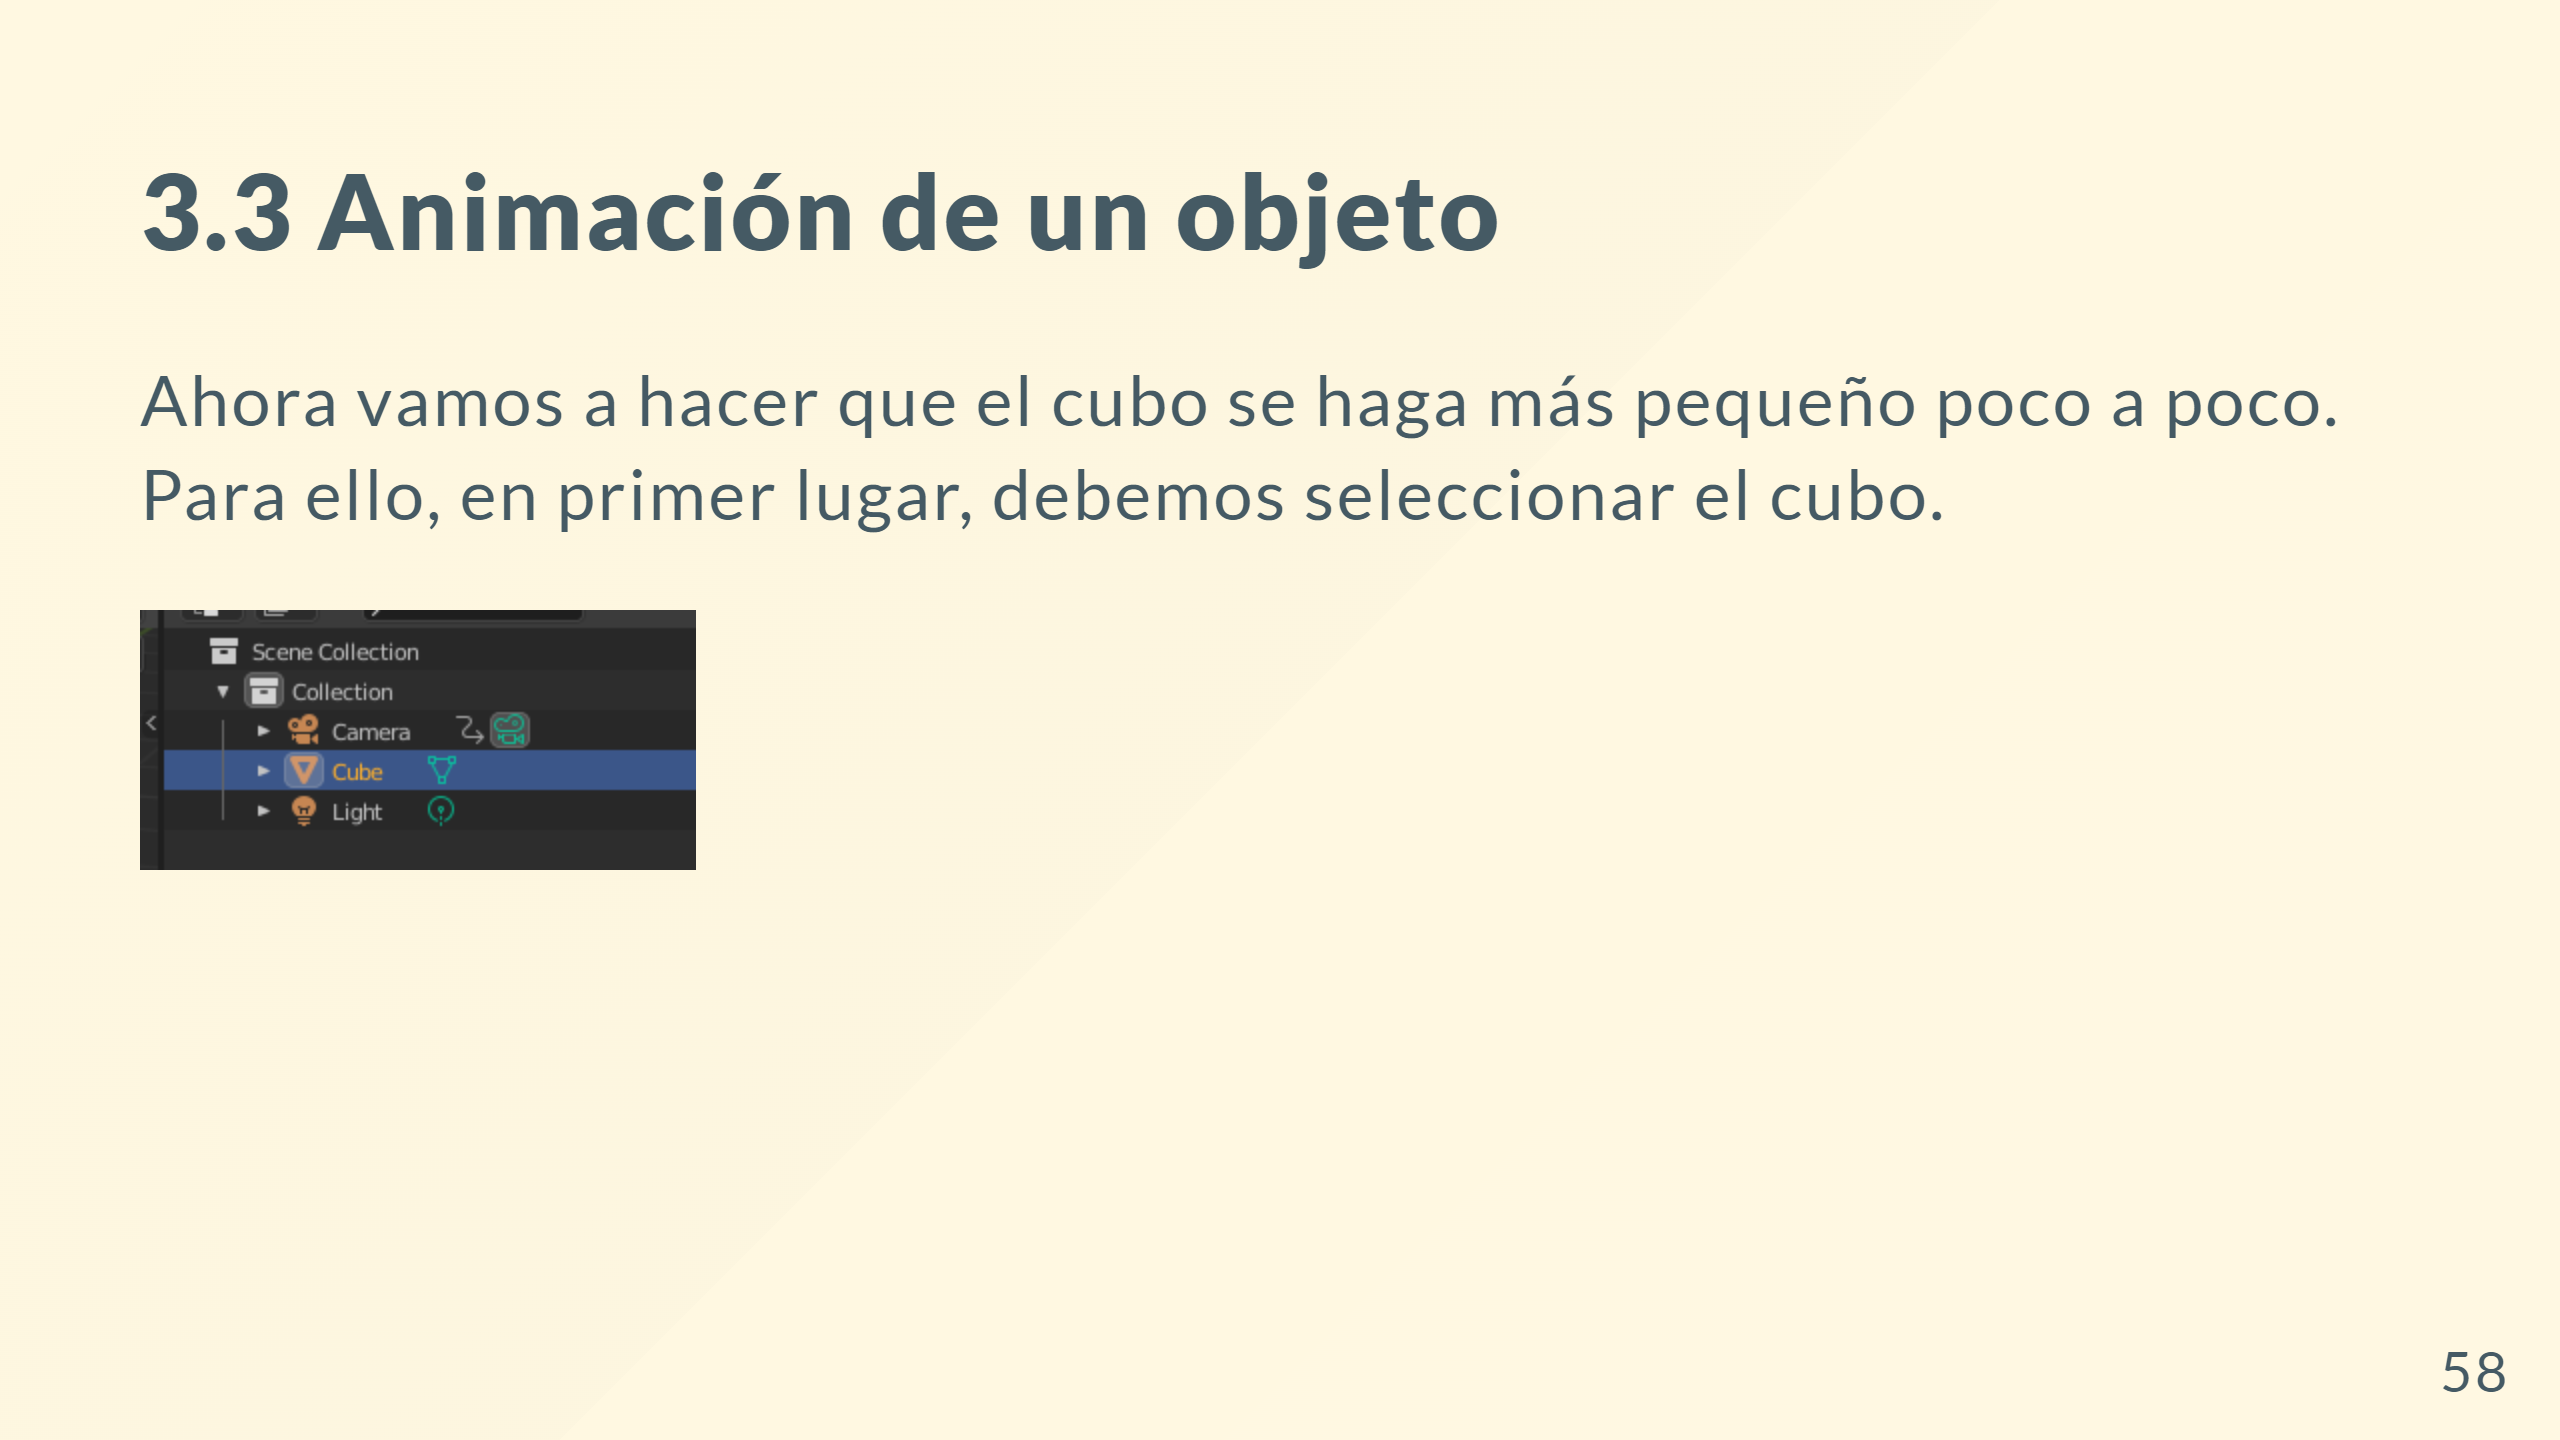 3.3 Animación de un objeto
Ahora vamos a hacer que el cubo se haga más pequeño poco a poco.
Para ello, en primer lugar, debemos seleccionar el cubo.
Scene Collection
Collection
Camera
Cube
Light
58